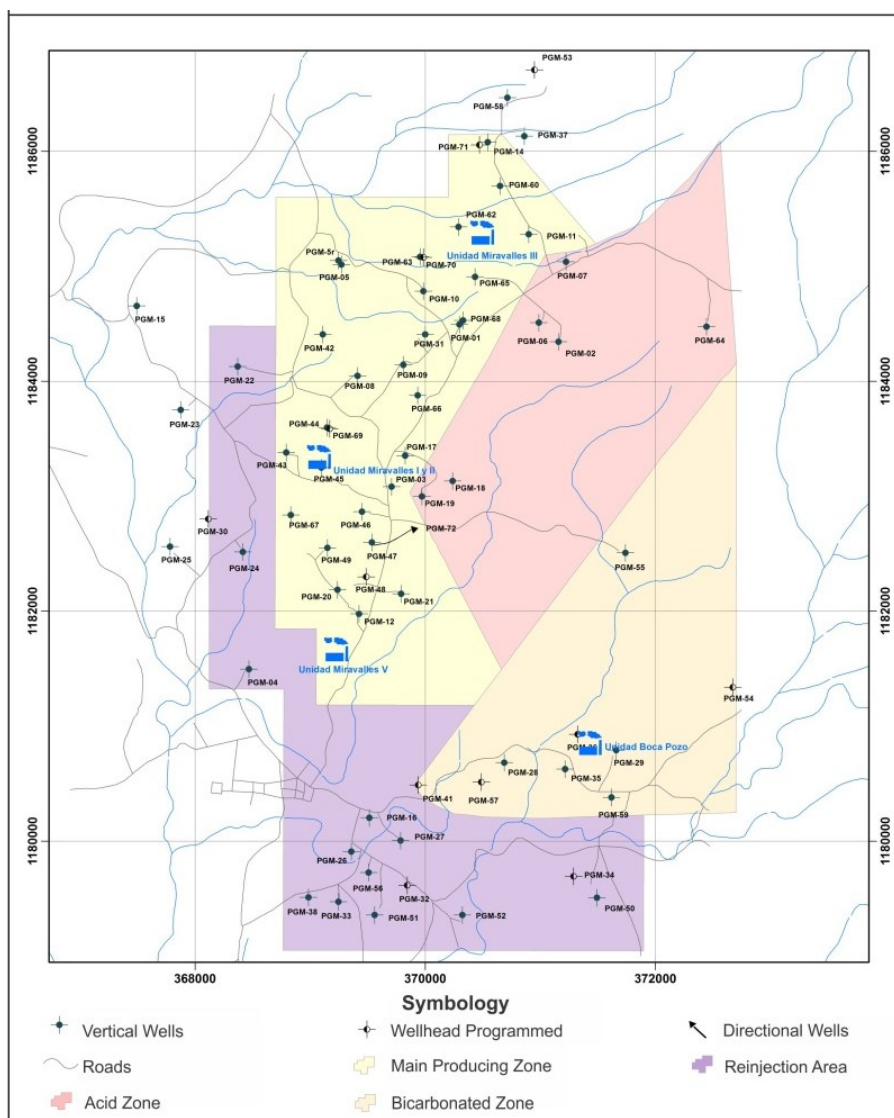 PGM-53
PGM-58
PGM-37
1186000
1186000
PGM-71
PGM-14
PGM-60
PGM-62
PGM-11
Unidad Miravalles III
PGM-5r
PGM-63
PGM-70
PGM-05
PGM-65
PGM-07
PGM-10
PGM-15
PGM-68
PGM-42
PGM-31
PGM-01
PGM-06
PGM-02
PGM-64
PGM-22
PGM-09
PGM-08
1184000
1184000
PGM-66
PGM-23
PGM-44
PGM-69
PGM-17
PGM-43
Unidad Miravalles I y II
PGM-45
PGM-03
PGM-18
PGM-19
PGM-67
PGM-46
PGM-72
PGM-30
PGM-47
PGM-25
PGM-24
PGM-49
PGM-55
PGM-48
PGM-20
PGM-21
1182000
1182000
PGM-12
Unidad Miravalles V
PGM-04
PGM-54
Unidad Boca Pozo
PGM-29
PGM-28
PGM-35
PGM-41
PGM-57
PGM-59
PGM-16
1180000
1180000
PGM-27
PGM-26
PGM-56
PGM-34
PGM-32
PGM-38
PGM-33
PGM-51
PGM-52
PGM-50
368000
370000
372000
Symbology
Vertical Wells
Wellhead Programmed
Directional Wells
Roads
Main Producing Zone
Reinjection Area
Acid Zone
Bicarbonated Zone